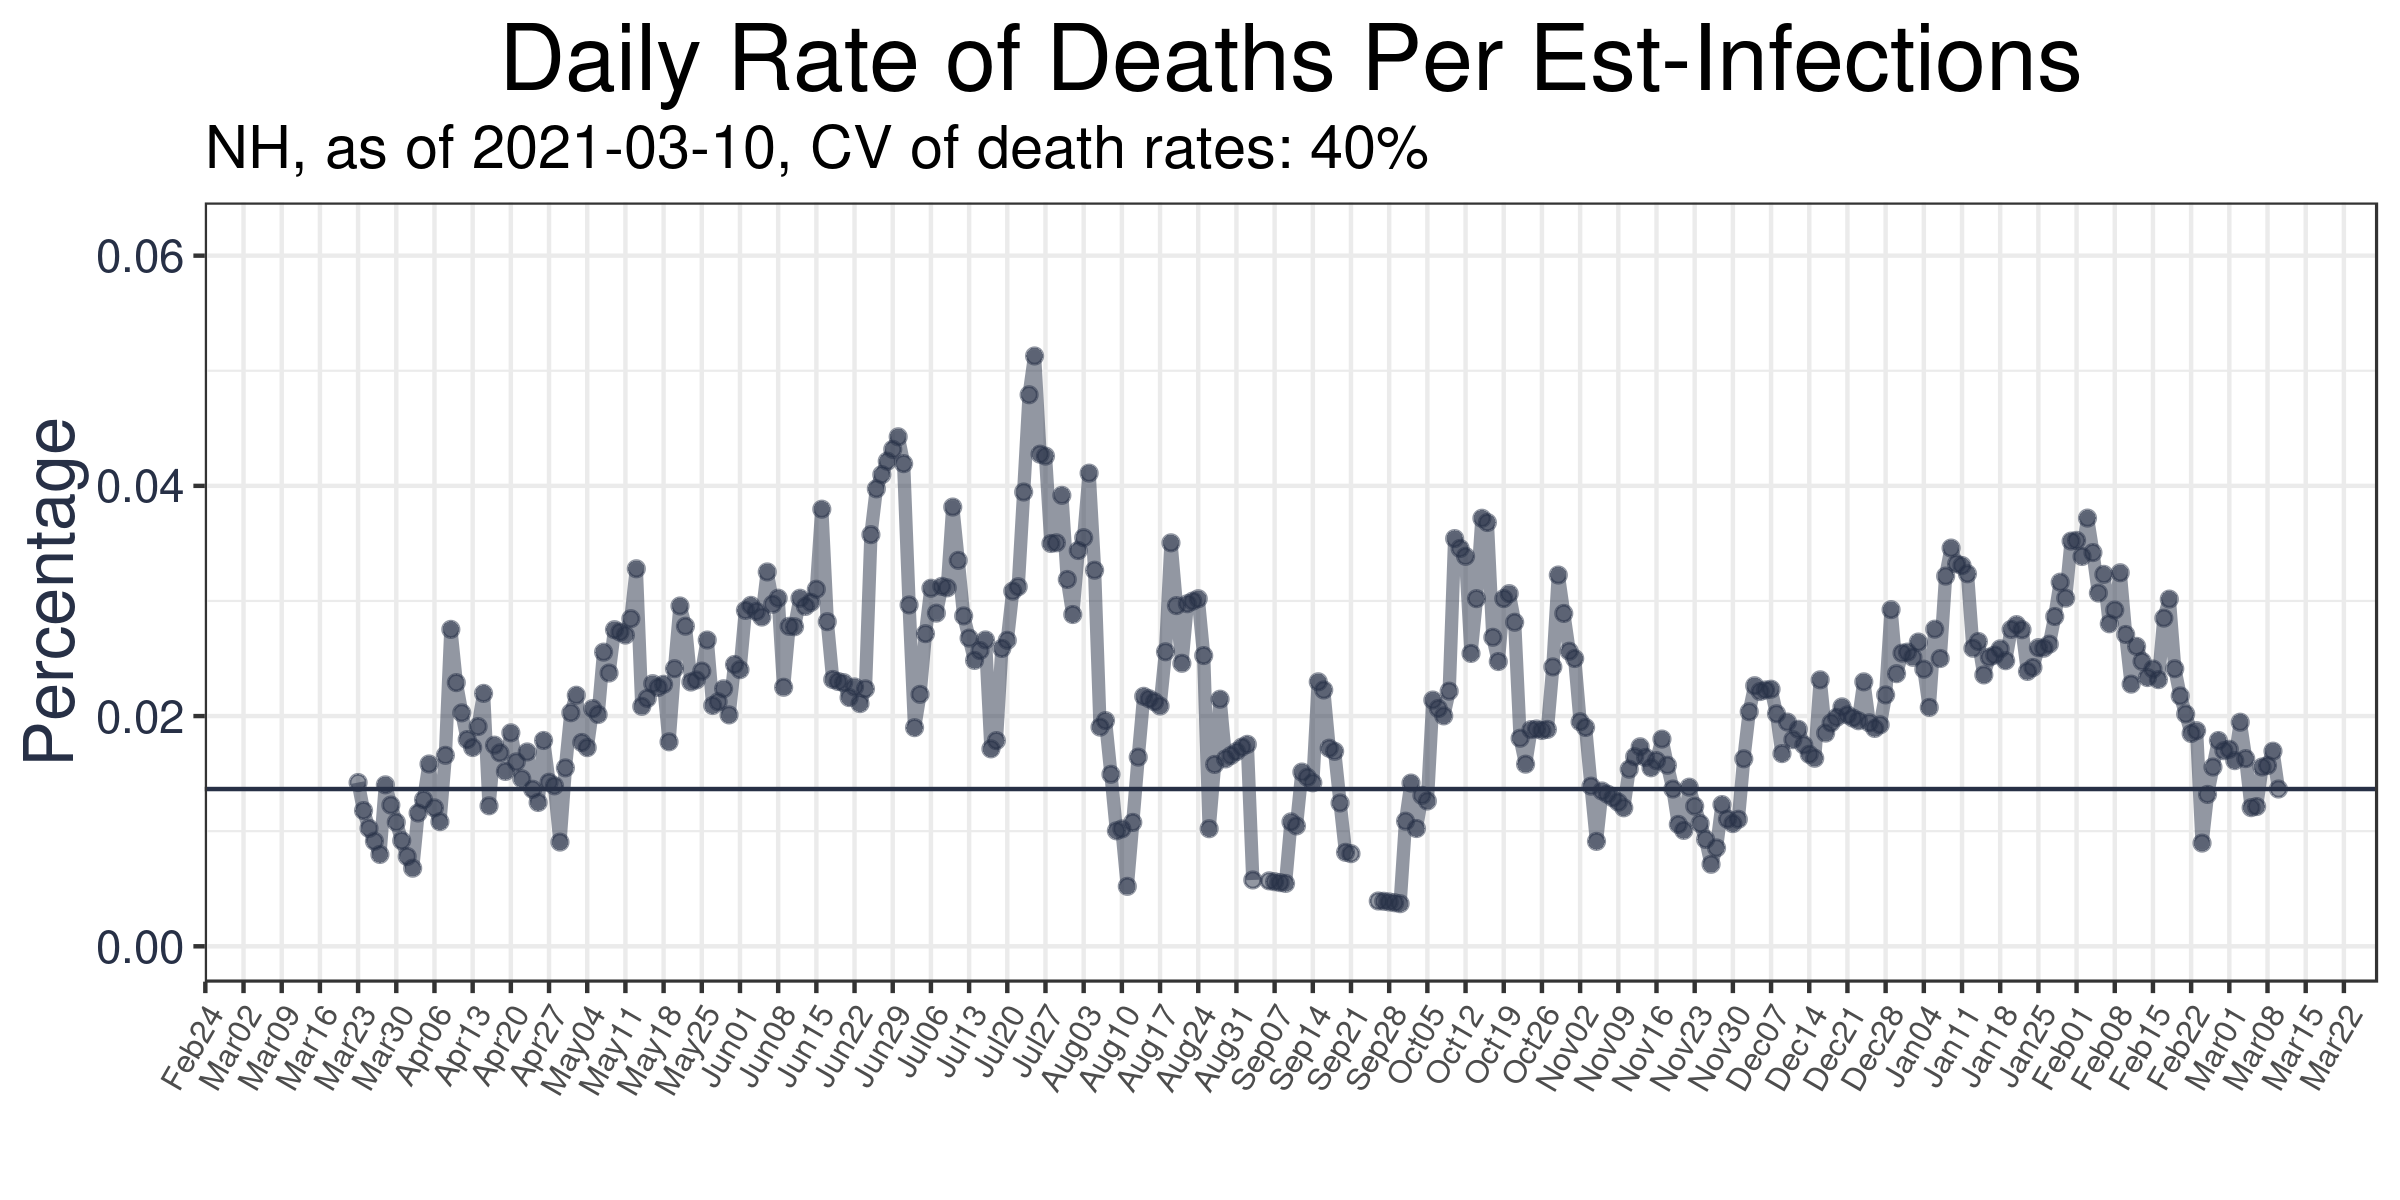 Daily Rate of Deaths Per Est-Infections
NH, as of 2021-03-10, CV of death rates: 40%
Percentage
0.06
0.04
0.02
0.00
Feb24
Mar02
Mar09
Mar16
Mar23
Mar30
Apr06
Apr13
Apr20
Apr27
May04
May11
May18
May25
Jun01
Jun08
Jun15
Jun22
Jun29
Jul06
Jul13
Jul20
Jul27
Aug03
Aug10
Aug17
Aug24
Aug31
Sep07
Sep14
Sep21
Sep28
Oct05
Oct12
Oct19
Oct26
Nov02
Nov09
Nov16
Nov23
Nov30
Dec07
Dec14
Dec21
Dec28
Jan04
Jan11
Jan18
Jan25
Feb01
Feb08
Feb15
Feb22
Mar01
Mar08
Mar15
Mar22